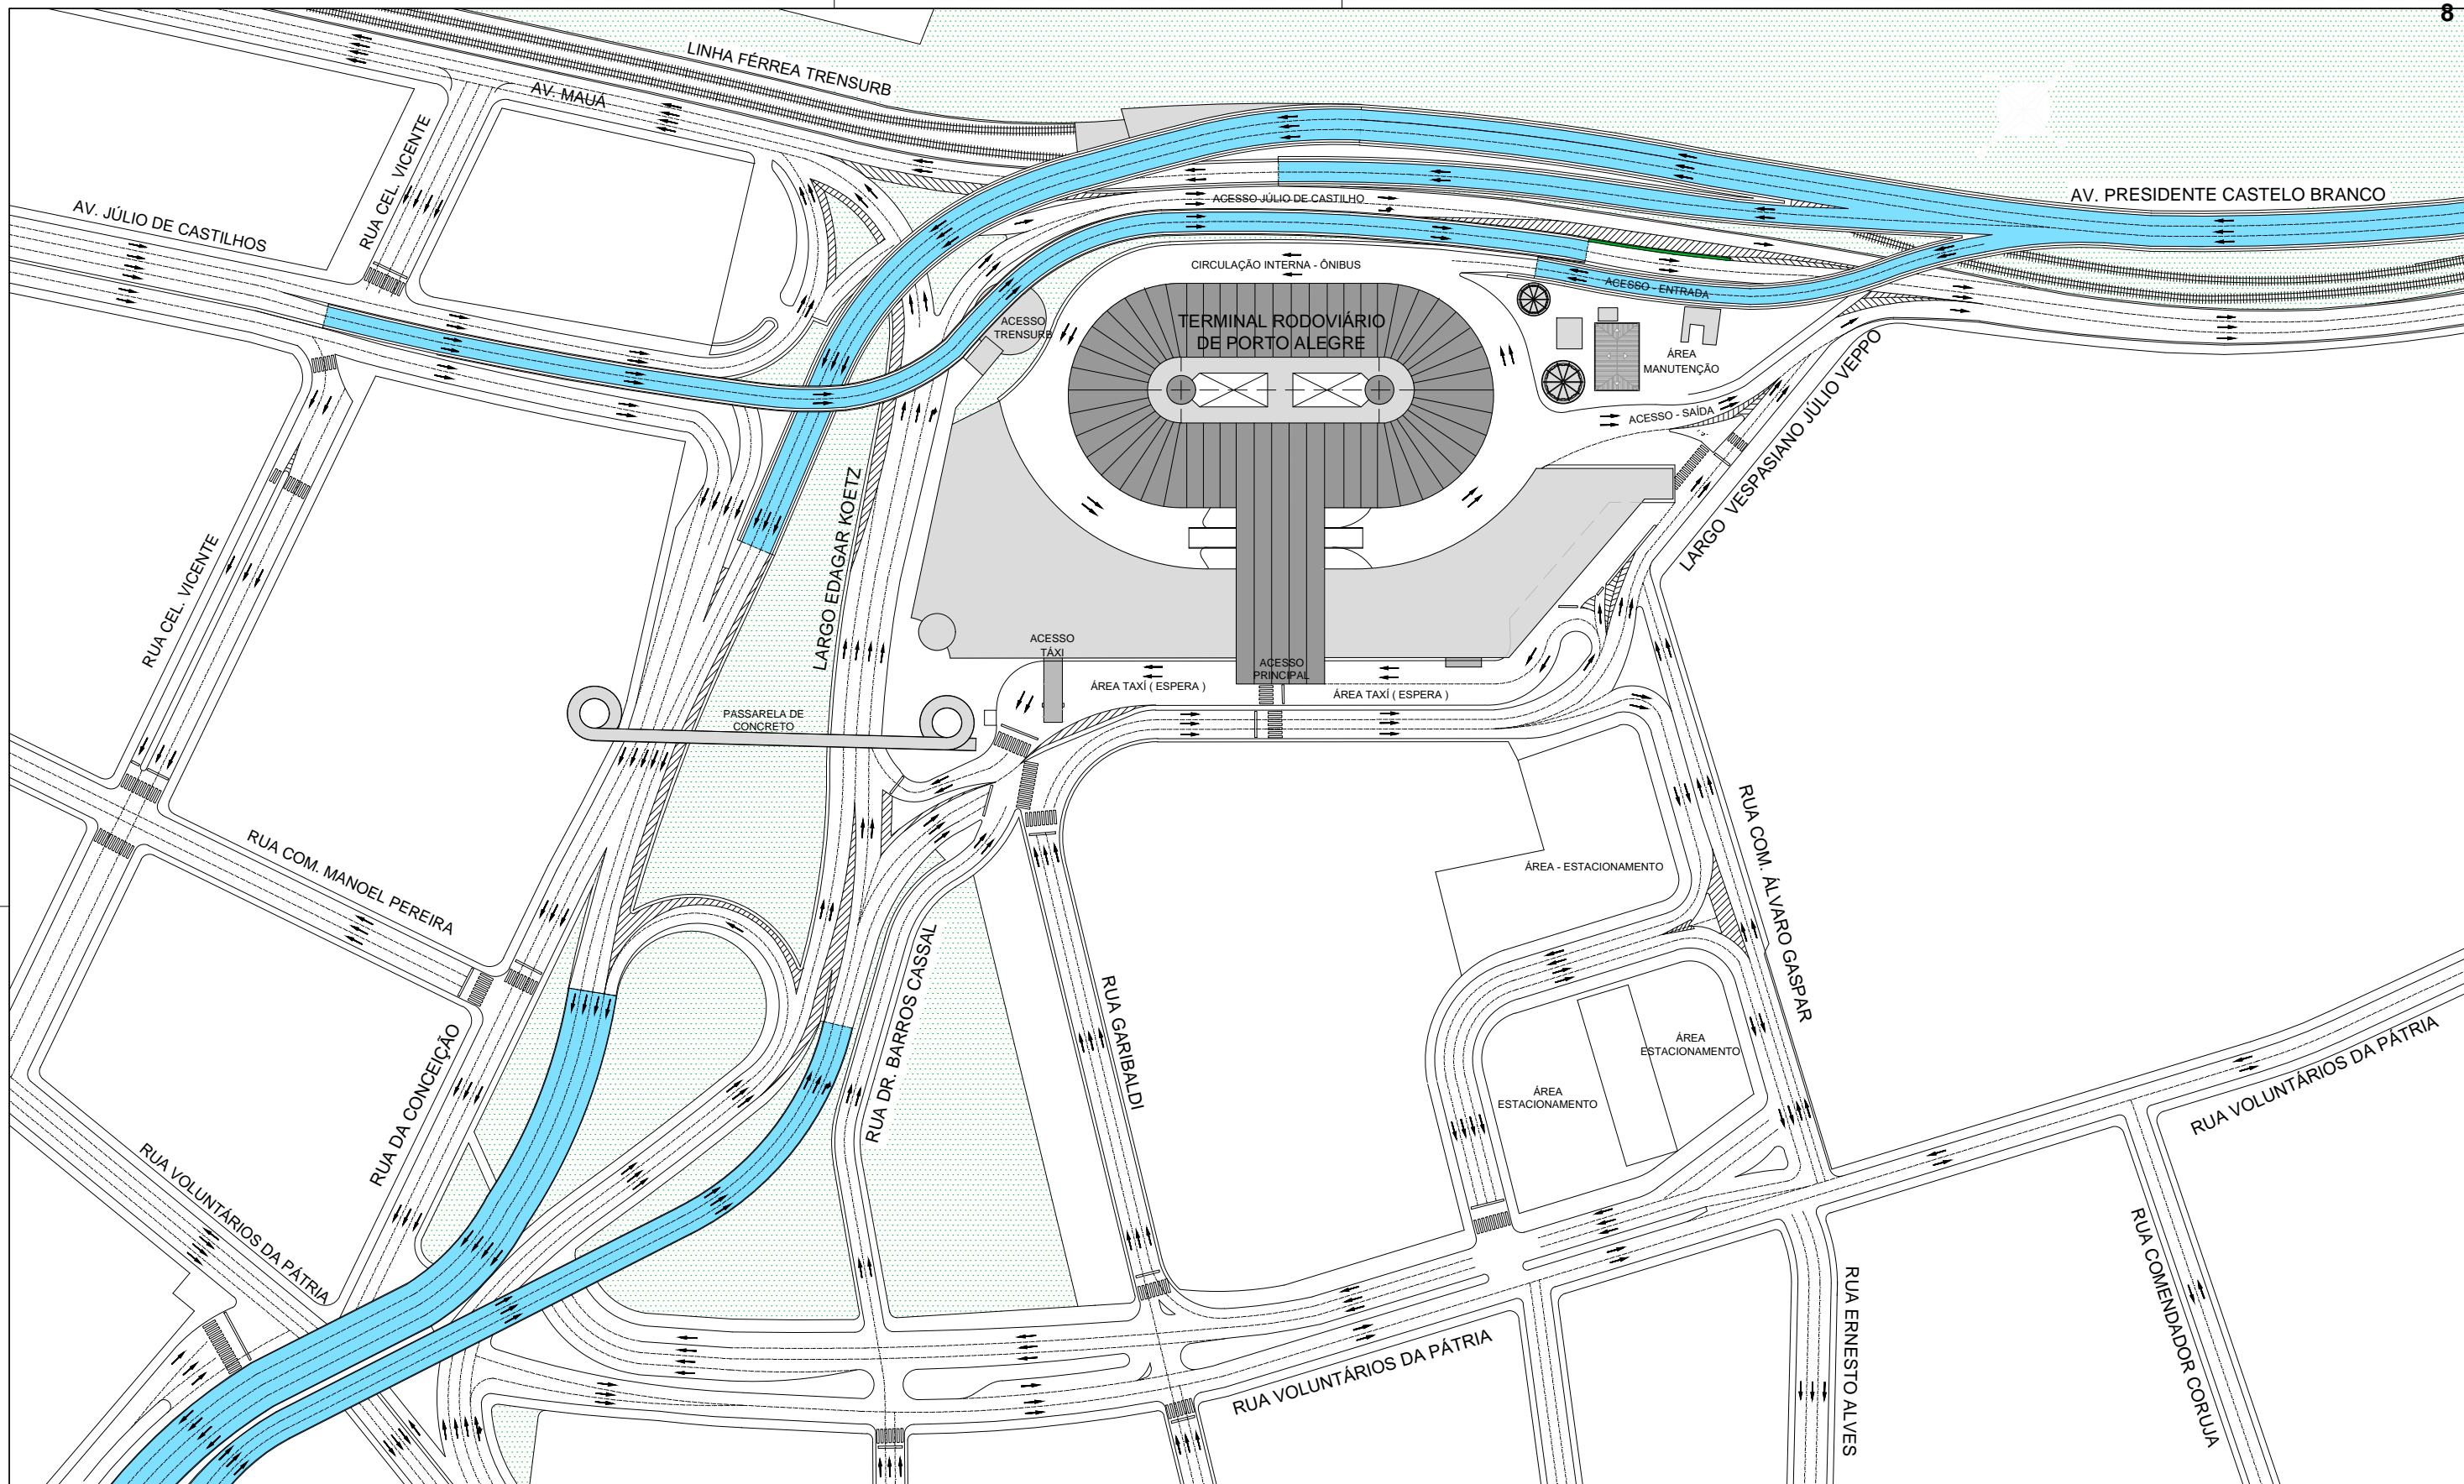 8
LINHA FÉRREA TRENSURB
AV. MAUÁ
RUA CEL. VICENTE
AV. JÚLIO DE CASTILHOS
AV. PRESIDENTE CASTELO BRANCO
ACESSO JÚLIO DE CASTILHO
CIRCULAÇÃO INTERNA - ÔNIBUS
ACESSO - ENTRADA
ACESSO
TRENSURB
TERMINAL RODOVIÁRIO
DE PORTO ALEGRE
ÁREA
MANUTENÇÃO
ACESSO - SAÍDA
LARGO VESPASIANO JÚLIO VEPPO
LARGO EDAGAR KOETZ
RUA CEL. VICENTE
ACESSO
TÁXI
ÁREA TAXÍ ( ESPERA )
ACESSO
PRINCIPAL
ÁREA TAXÍ ( ESPERA )
PASSARELA DE
CONCRETO
RUA COM. MANOEL PEREIRA
RUA COM. ÁLVARO GASPAR
ÁREA - ESTACIONAMENTO
RUA DR. BARROS CASSAL
RUA GARIBALDI
ÁREA
ESTACIONAMENTO
ÁREA
ESTACIONAMENTO
RUA DA CONCEIÇÃO
RUA VOLUNTÁRIOS DA PÁTRIA
RUA VOLUNTÁRIOS DA PÁTRIA
RUA VOLUNTÁRIOS DA PÁTRIA
RUA ERNESTO ALVES
RUA COMENDADOR CORUJA